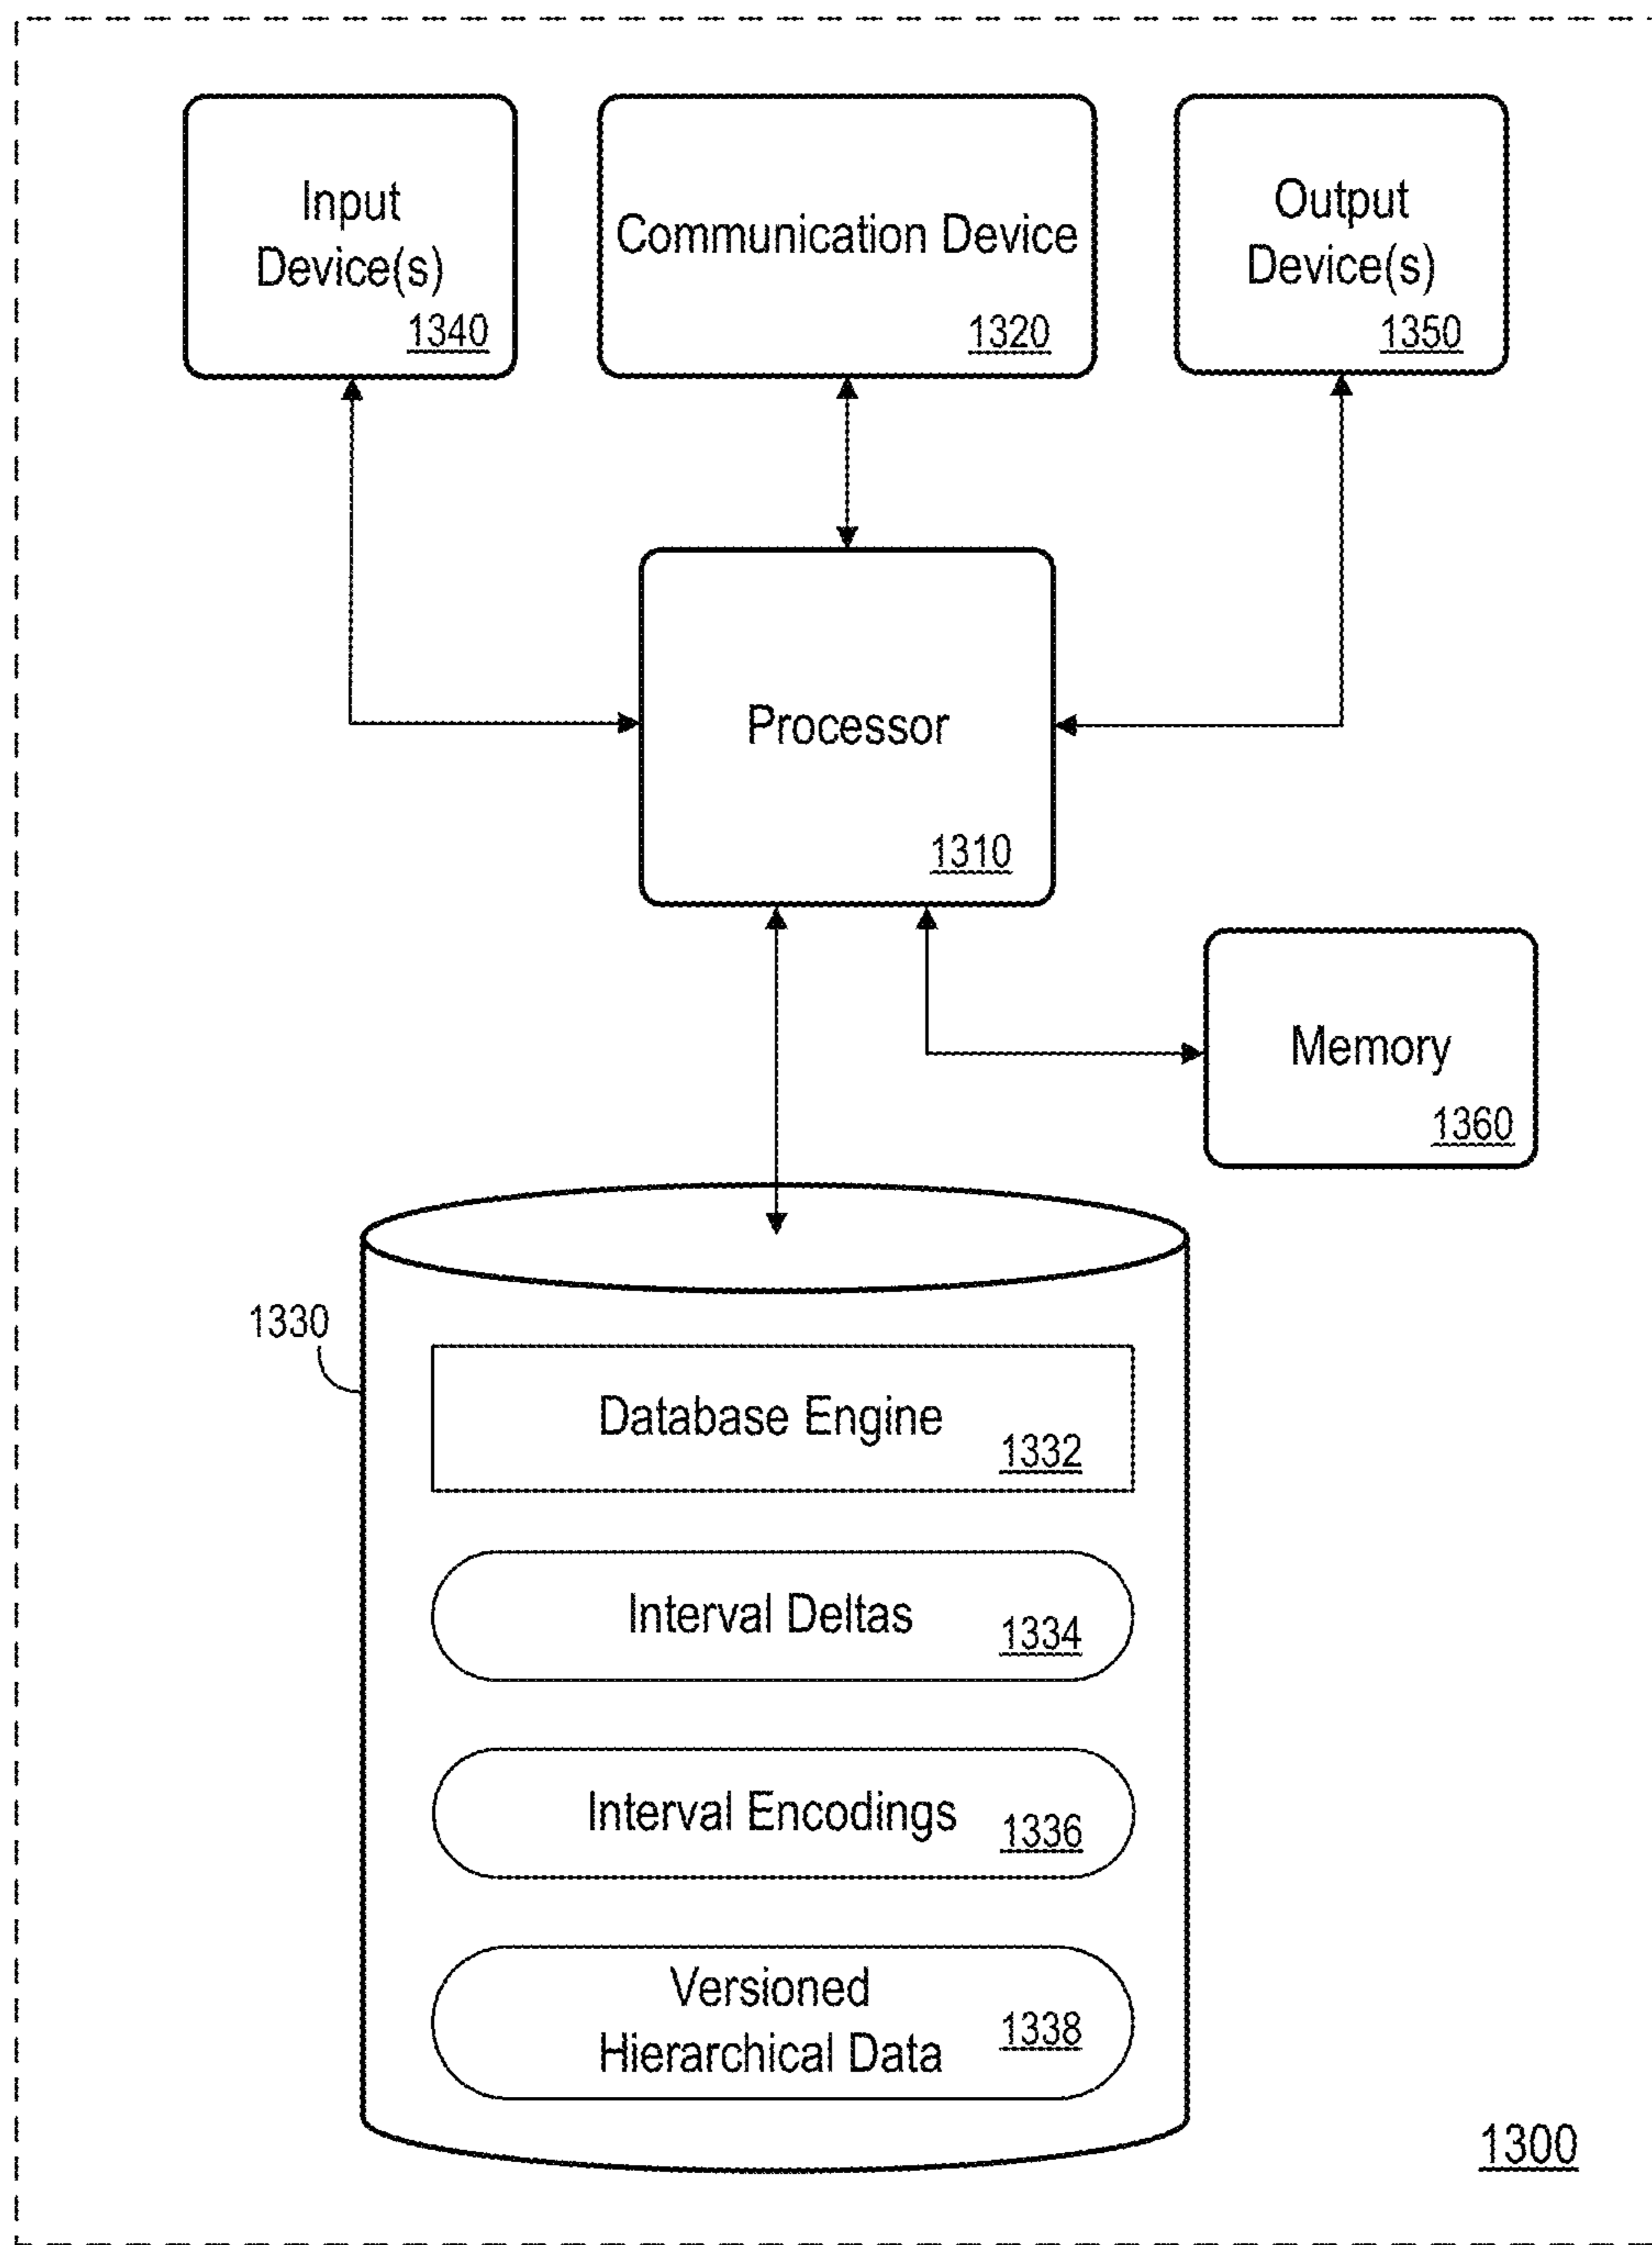 Input
Device(s)
1340
Communication Device
1320
Output
Device(s)
1350
Processor
1310
Memory
1360
1330
Database Engine
1332
Interval Deltas
1334
Interval Encodings
1336
Versioned
Hierarchical Data
1338
1300